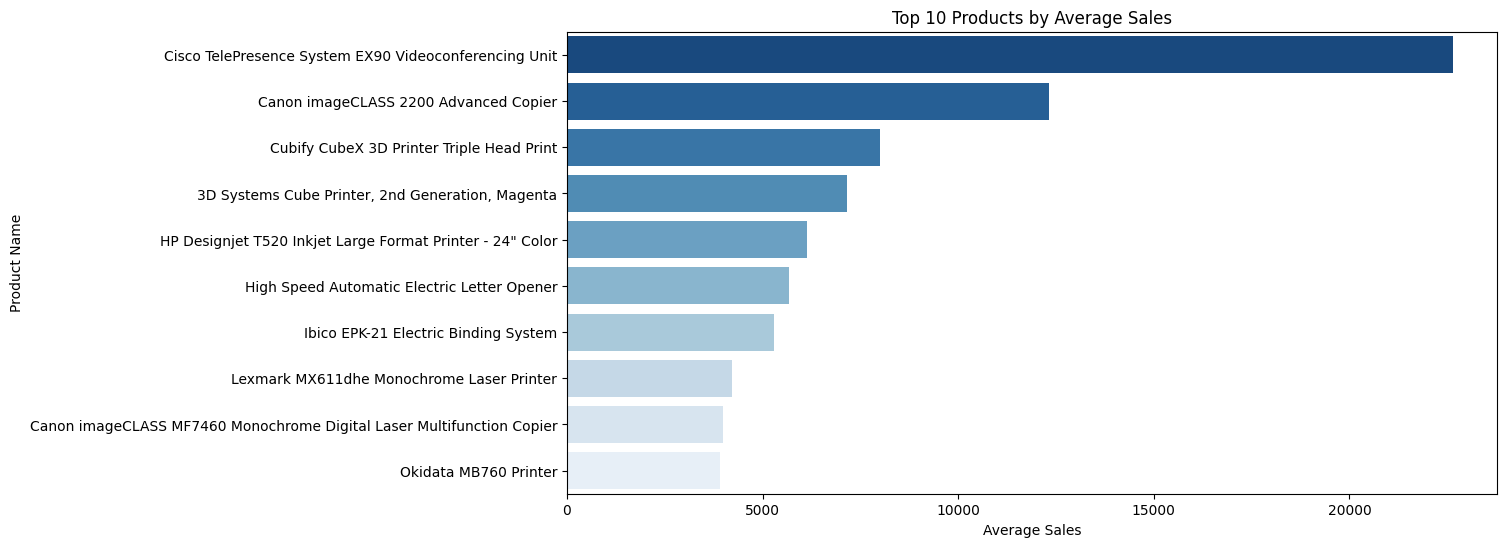 Top 10 Products by Average Sales
Product Name
Cisco TelePresence System EX90 Videoconferencing Unit
Canon imageCLASS 2200 Advanced Copier
Cubify CubeX 3D Printer Triple Head Print
3D Systems Cube Printer, 2nd Generation, Magenta
HP Designjet T520 Inkjet Large Format Printer - 24" Color
High Speed Automatic Electric Letter Opener
Ibico EPK-21 Electric Binding System
Lexmark MX611dhe Monochrome Laser Printer
Canon imageCLASS MF7460 Monochrome Digital Laser Multifunction Copier
Okidata MB760 Printer
0 5000 10000 15000 20000
Average Sales